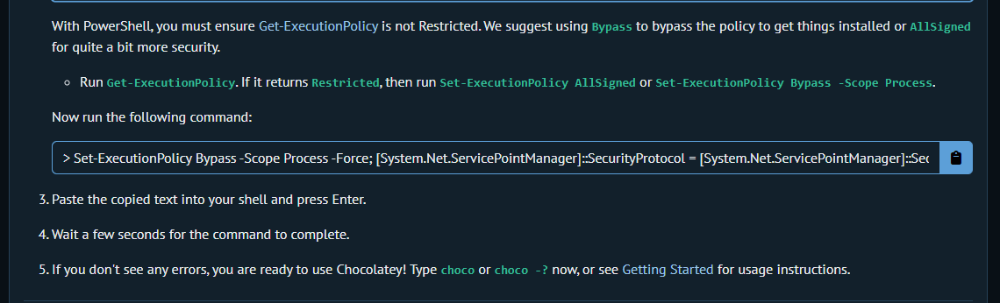 With PowerShell, you must ensure Get-ExecutionPolicy is not Restricted. We suggest using Bypass to bypass the policy to get things installed or AllSigned
for quite a bit more security.
Run Get-ExecutionPolicy. If it returns Restricted, then run Set-ExecutionPolicy AllSigned or Set-ExecutionPolicy Bypass -Scope Process.
Now run the following command:
> Set-ExecutionPolicy Bypass -Scope Process -Force; [System.Net.ServicePointManager]::SecurityProtocol = [System.Net.ServicePointManager]::Sec
3. Paste the copied text into your shell and press Enter.
4. Wait a few seconds for the command to complete.
5. If you don't see any errors, you are ready to use Chocolatey! Type choco or choco -? now, or see Getting Started for usage instructions.